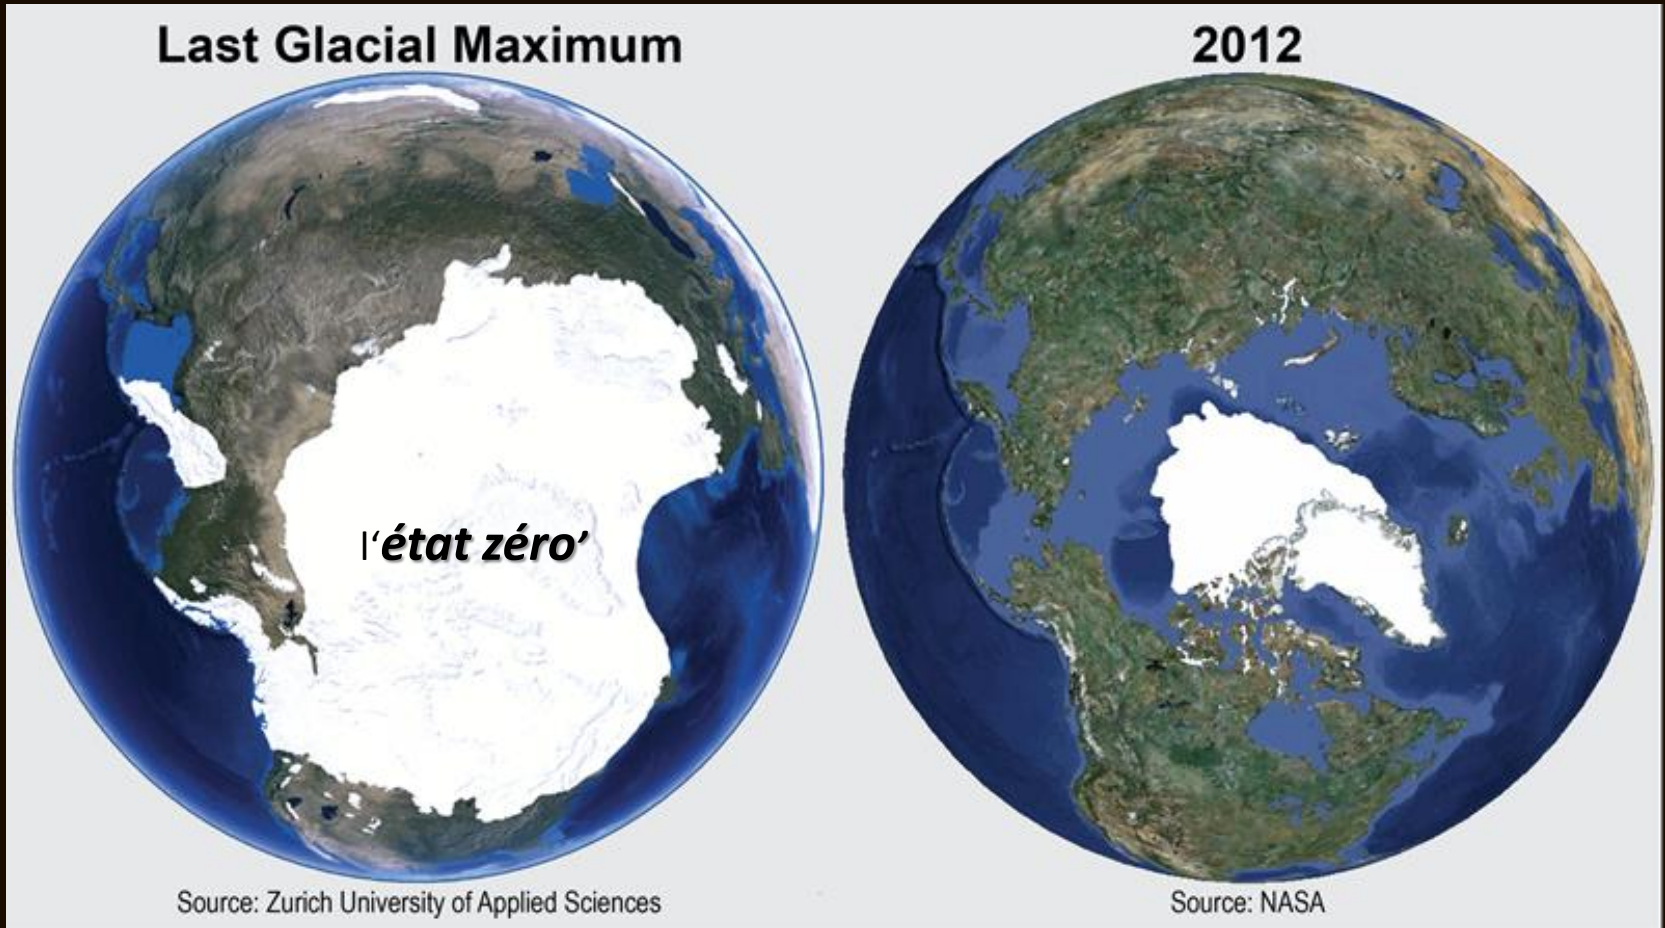 Last Glacial Maximum
2012
l‘état zéro’
Source: Zurich University of Applied Sciences
Source: NASA